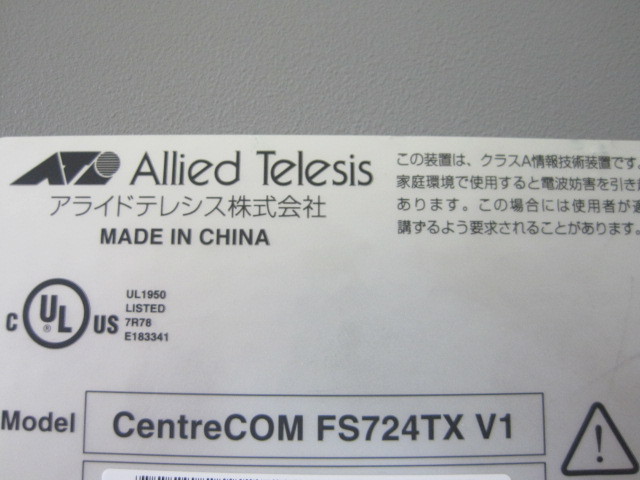 Allied Telesis
アライドテレシス株式会社
MADE IN CHINA
この装置は、クラスA情報技術装置です。
家庭環境で使用すると電波妨害を引き
あります。この場合には使用者が適
講ずるよう要求されることがあります。
C UL ® US
UL1950
LISTED
7R78
E183341
Model CentreCOM FS724TX V1